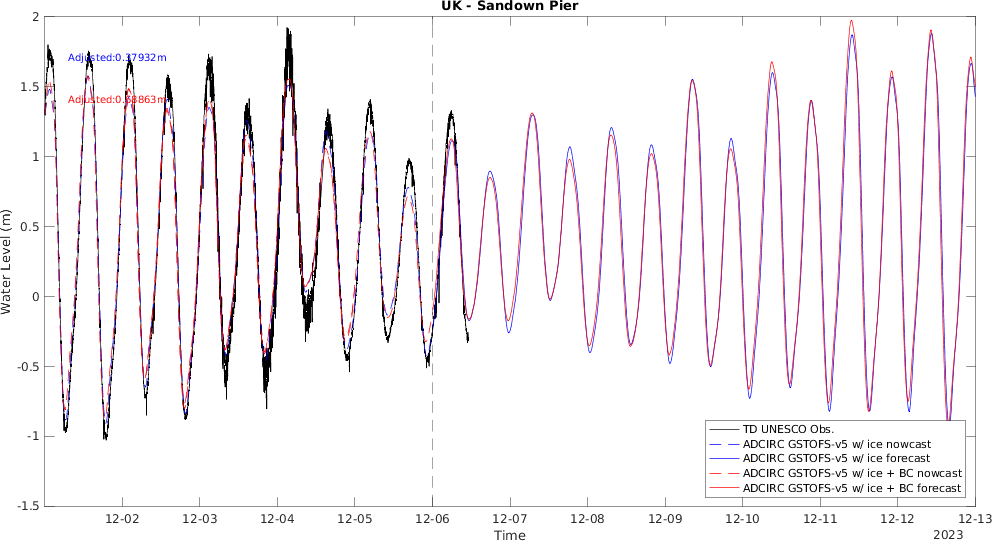 UK - Sandown Pier
Water Level (m)
2
1.5
1
0.5
0
-0.5
-1
-1.5
Adjusted:0.37932m
Adjusted:0.38863m
TD UNESCO Obs.
ADCIRC GSTOFS-v5 w/ ice nowcast
ADCIRC GSTOFS-v5 w/ ice forecast
ADCIRC GSTOFS-v5 w/ ice + BC nowcast
ADCIRC GSTOFS-v5 w/ ice + BC forecast
12-02 12-03 12-04 12-05 12-06 12-07 12-08 12-09 12-10 12-11 12-12 12-13
Time
2023